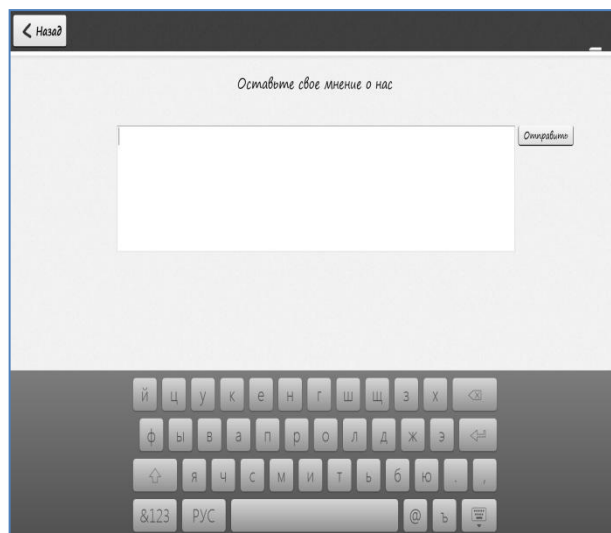 Назад
Оставьте свое мнение о нас
Отправить
й ц у к е н г ш щ з х
ф ы в а п р о л д ж э
я ч с м и т ь б ю . ,
&123 РУС @ ъ